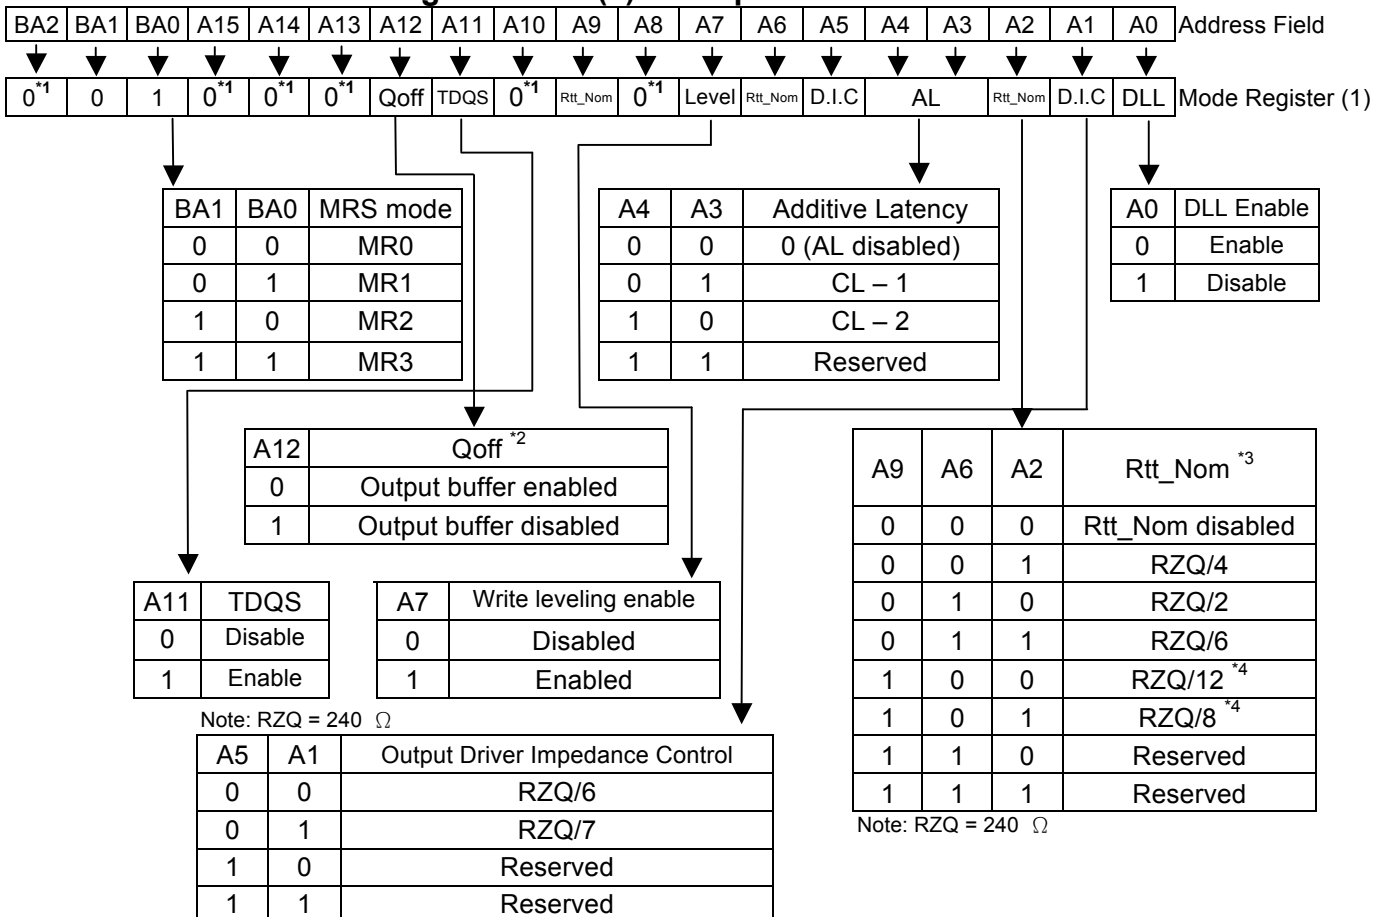 BA2 BA1 BA0 A15 A14 A13 A12 A11 A10 A9 A8 A7 A6 A5 A4 A3 A2 A1 A0 Address Field
0*1 0 1 0*1 0*1 0*1 Qoff TDQS 0*1 Rtt_Nom 0*1 Level Rtt_Nom D.I.C AL Rtt_Nom D.I.C DLL Mode Register (1)
BA1 BA0 MRS mode
0 0 MR0
0 1 MR1
1 0 MR2
1 1 MR3
A4 A3 Additive Latency
0 0 0 (AL disabled)
0 1 CL – 1
1 0 CL – 2
1 1 Reserved
A0 DLL Enable
0 Enable
1 Disable
A12 Qoff *2
0 Output buffer enabled
1 Output buffer disabled
A9 A6 A2 Rtt_Nom *3
0 0 0 Rtt_Nom disabled
0 0 1 RZQ/4
0 1 0 RZQ/2
0 1 1 RZQ/6
1 0 0 RZQ/12 *4
1 0 1 RZQ/8 *4
1 1 0 Reserved
1 1 1 Reserved
Note: RZQ = 240 Ω
A11 TDQS
0 Disable
1 Enable
A7 Write leveling enable
0 Disabled
1 Enabled
Note: RZQ = 240 Ω
A5 A1 Output Driver Impedance Control
0 0 RZQ/6
0 1 RZQ/7
1 0 Reserved
1 1 Reserved